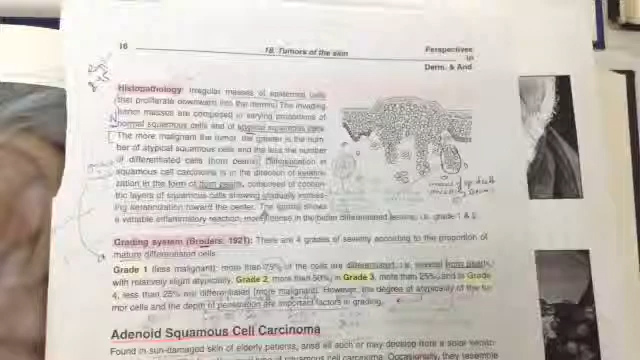 16
18. Tumors of the skin
Perspectives
in
Derm. & And
Histopathology: Irregular masses of epidermal cells
that proliferate downward into the dermis. The invading
tumor masses are composed in varying proportions of
normal squamous cells and of atypical squamous cells.
The more malignant the tumor, the greater is the num-
ber of atypical squamous cells and the less the number
of differentiated cells (horn pearls). Differentiation in
squamous cell carcinoma is in the direction of keratini-
zation in the form of horn pearls, composed of concen-
tric layers of squamous cells showing gradually increas-
ing keratinization toward the center. The stroma shows
a variable inflammatory reaction, more dense in the better differentiated lesions, i.e. grade 1 & 2.
Grading system (Broders, 1921): There are 4 grades of severity according to the proportion of
mature differentiated cells.
Grade 1 (less malignant): more than 75% of the cells are differentiated, i.e. several horn pearls,
with relatively slight atypicality. Grade 2, more than 50%, in Grade 3, more than 25%, and in Grade
4, less than 25% are differentiated (more malignant). However, the degree of atypicality of the tu-
mor cells and the depth of penetration are important factors in grading.
Adenoid Squamous Cell Carcinoma
Found in sun-damaged skin of elderly patients, and may develop from a solar kerato-
cell carcinoma. Occasionally, they resemble